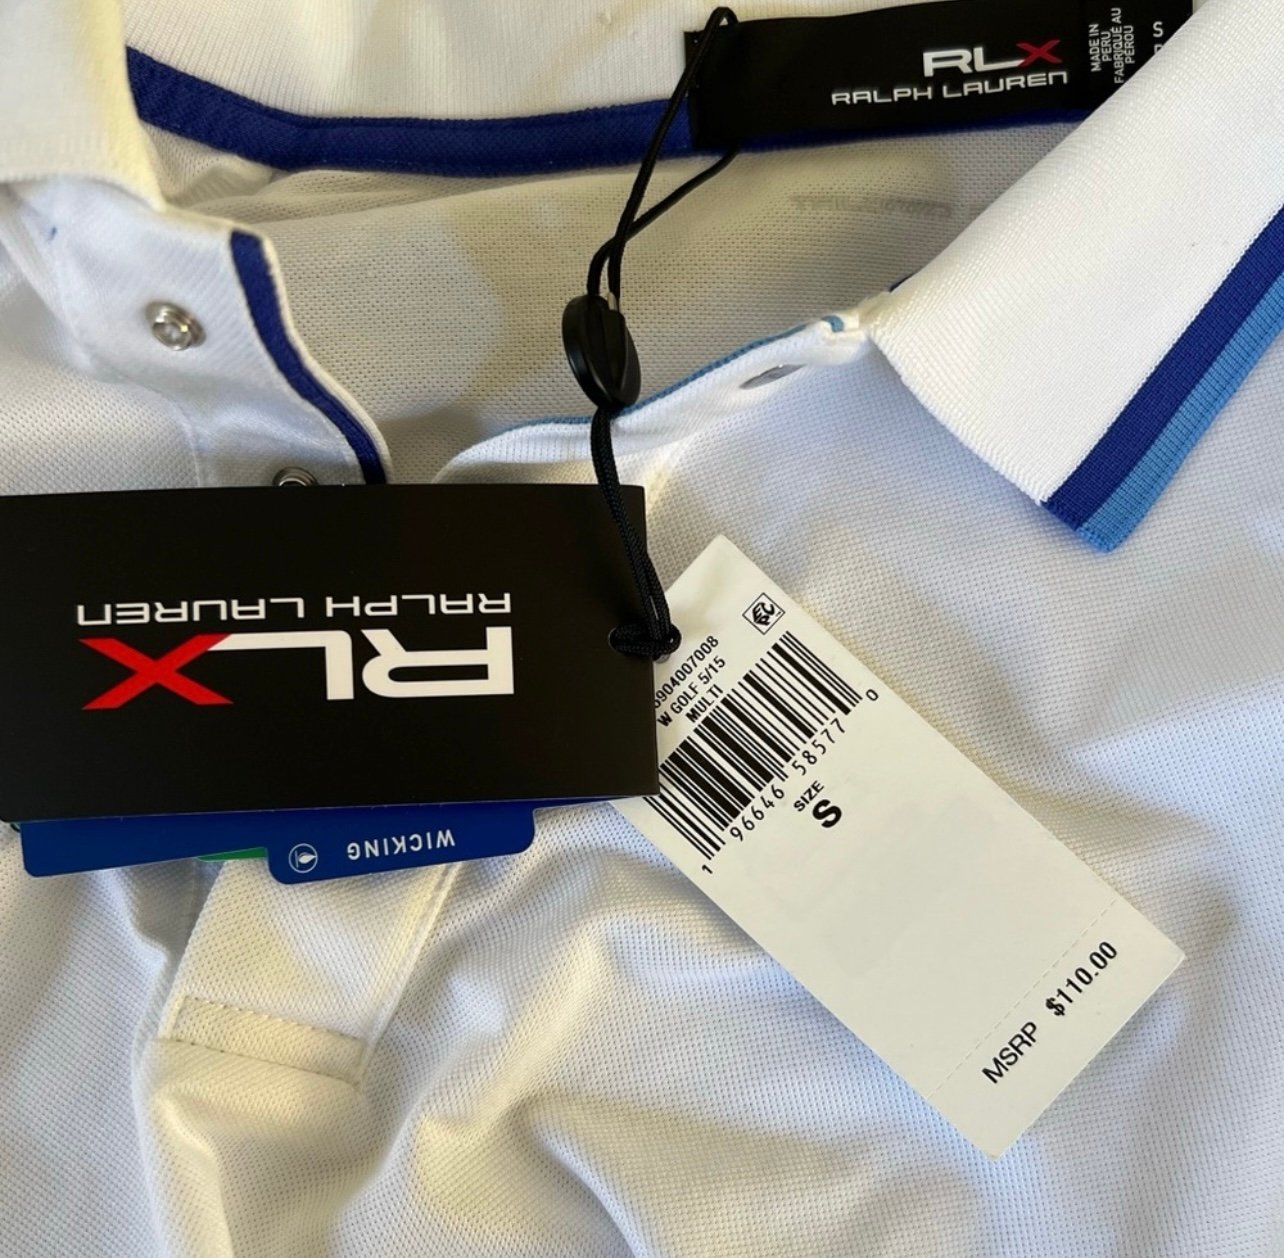 RLX
RALPH LAUREN
MADE IN
PERU
FABRIQUÉ AU
PÉROU
S
RALPH LAUREN
RLX
WICKING
904007008
W GOLF 5/15
MULTI
1 96646 58577 0
SIZE
S
MSRP $110.00